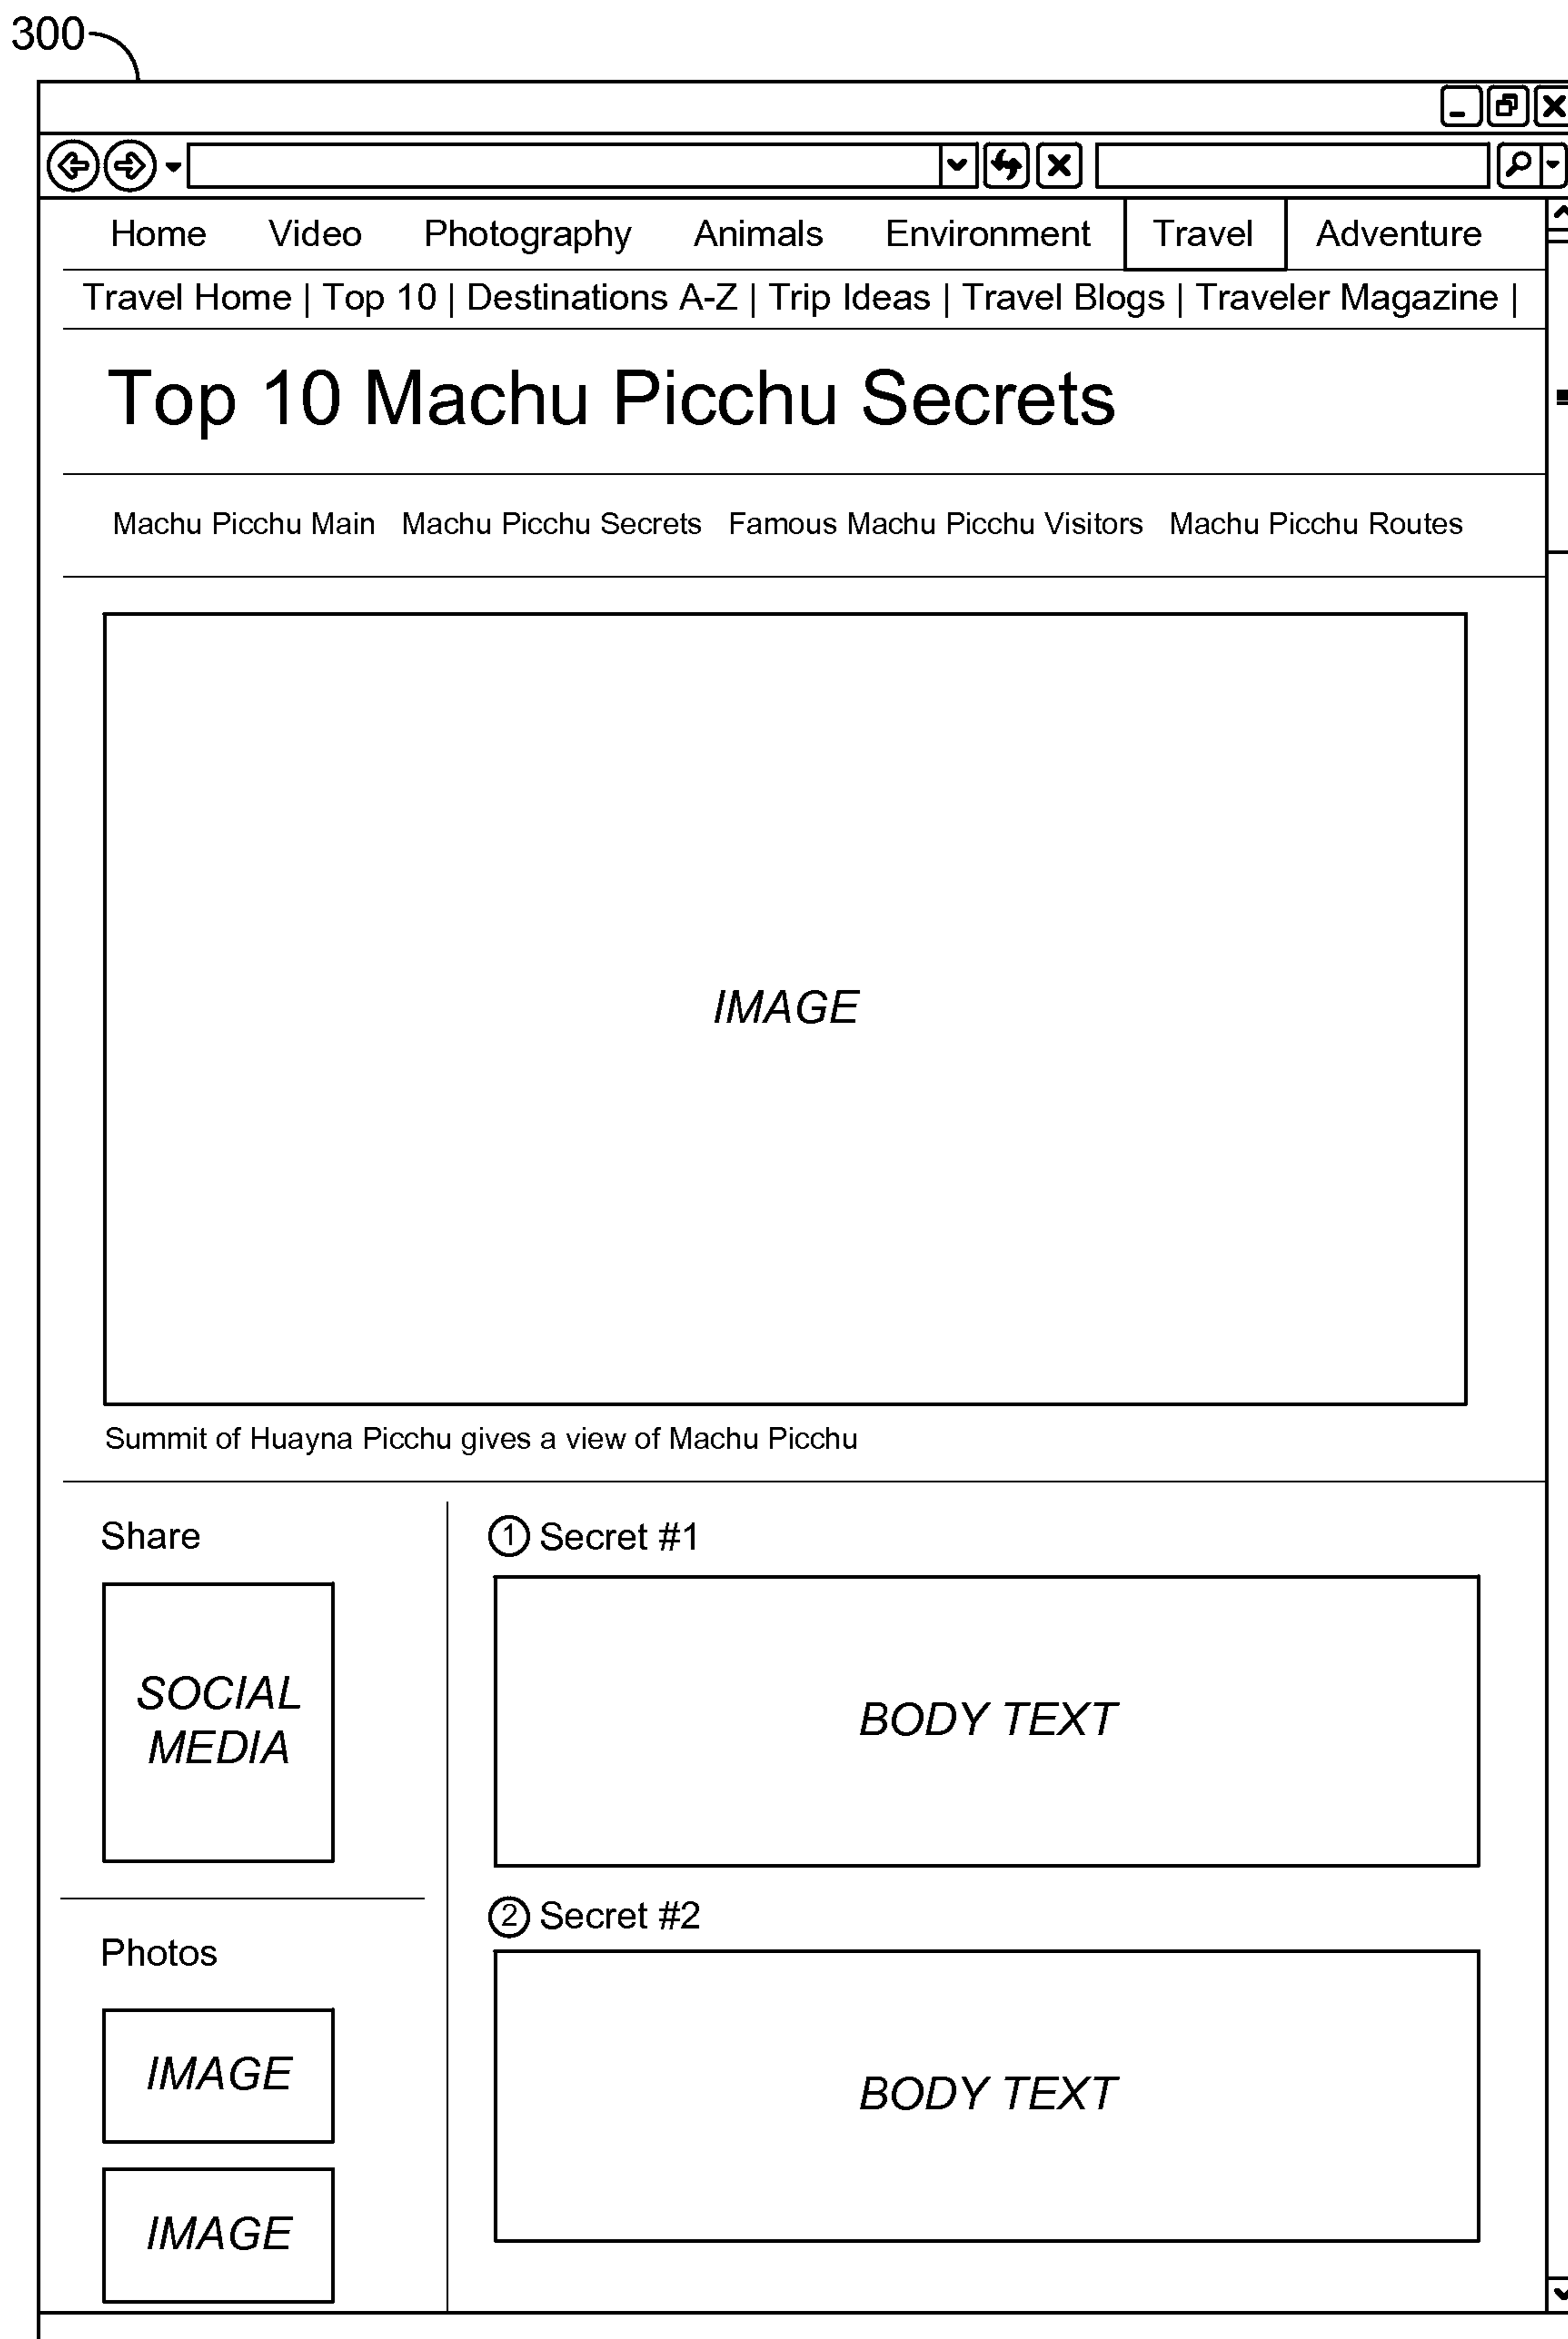 300
Home Video Photography Animals Environment Travel Adventure
Travel Home | Top 10 | Destinations A-Z | Trip Ideas | Travel Blogs | Traveler Magazine |
Top 10 Machu Picchu Secrets
Machu Picchu Main Machu Picchu Secrets Famous Machu Picchu Visitors Machu Picchu Routes
IMAGE
Summit of Huayna Picchu gives a view of Machu Picchu
Share
SOCIAL
MEDIA
Photos
IMAGE
IMAGE
1 Secret #1
BODY TEXT
2 Secret #2
BODY TEXT